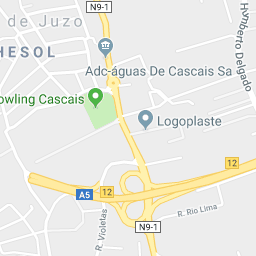 N9-1
de Juzo
HESOL
Adc-águas De Cascais Sa
owling Cascais
Logoplaste
Humberto Delgado
12
A5
12
R. Rio Lima
R. Violetas
N9-1